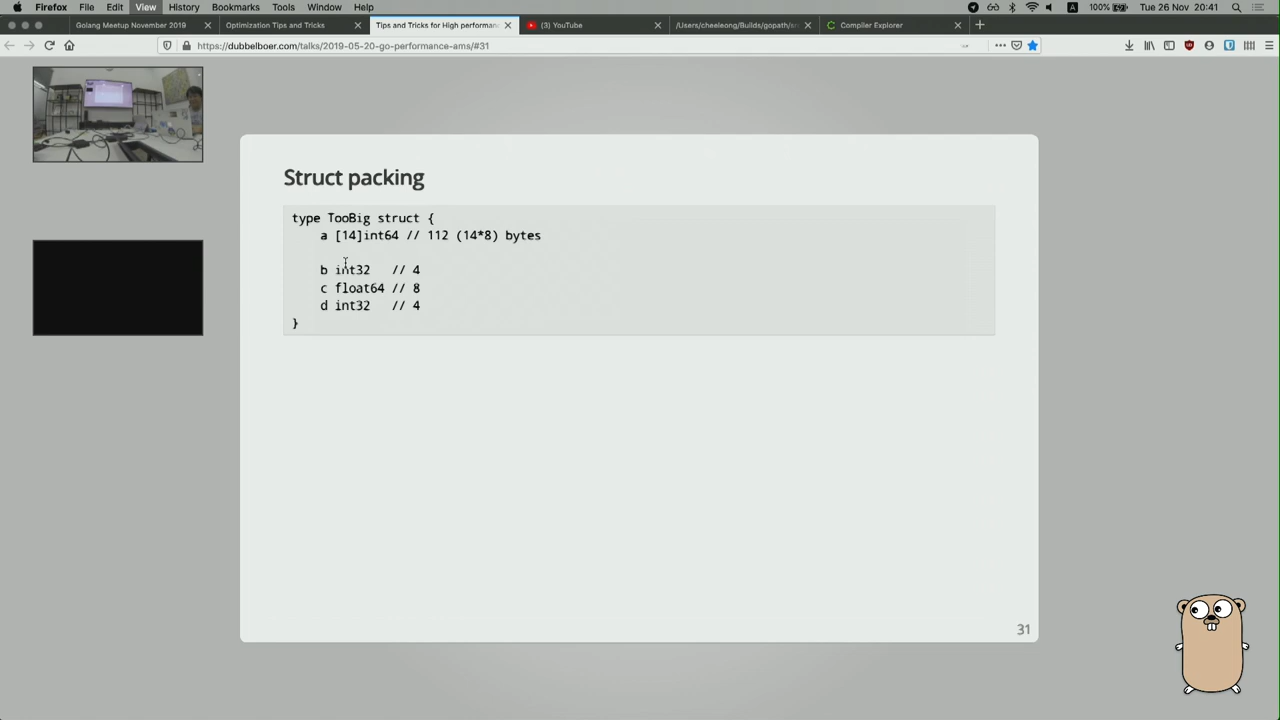 Firefox File Edit View History Bookmarks Tools Window Help
A 100% Tue 26 Nov 20:41
Golang Meetup November 2019
Optimization Tips and Tricks
Tips and Tricks for High performan
(3) YouTube
/Users/cheeleong/Builds/gopath/sr
Compiler Explorer
https://dubbelboer.com/talks/2019-05-20-go-performance-ams/#31
Struct packing
type TooBig struct {
a [14]int64 // 112 (14*8) bytes
b int32 // 4
c float64 // 8
d int32 // 4
}
31